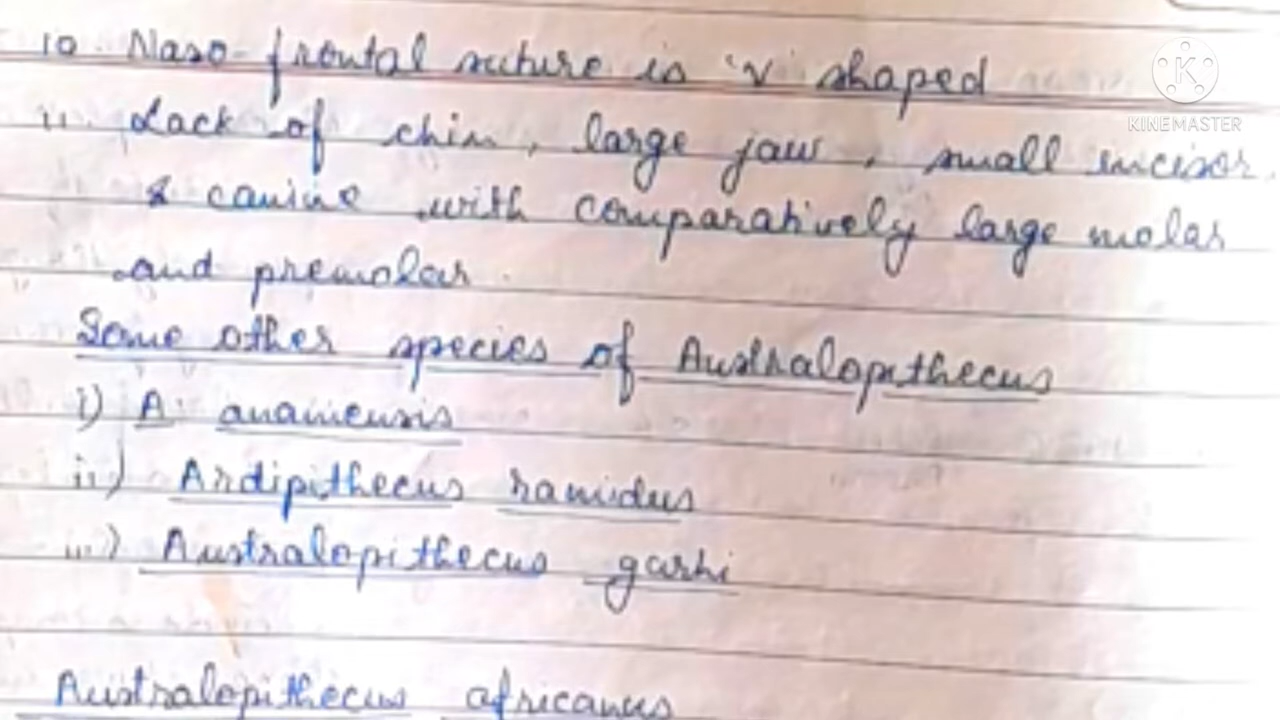 10. Naso-frontal suture is 'v' shaped
11. Lack of chin, large jaw, small incisor,
& canine with comparatively large molar
and premolar.
Some other species of Australopithecus
i) A. anamensis
ii) Ardipithecus ramidus
iii) Australopithecus garhi
Australopithecus africanus
K
KINEMASTER